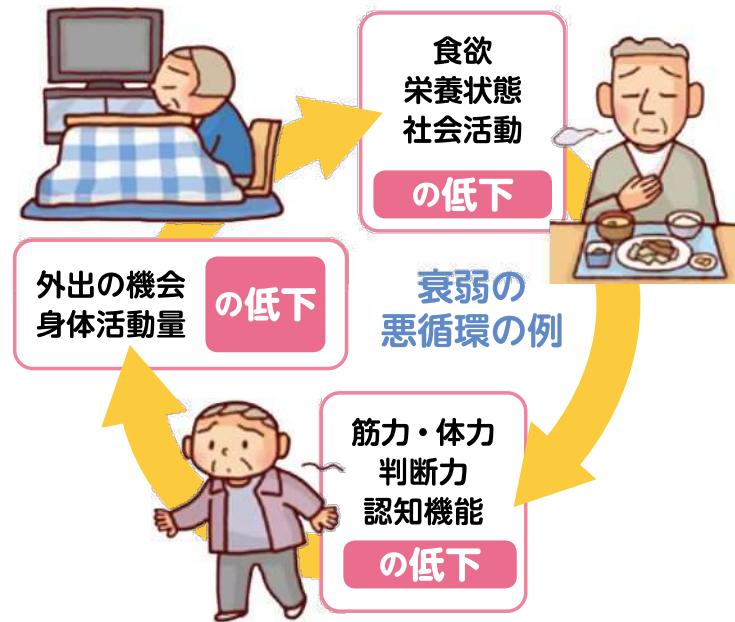 食欲
栄養状態
社会活動
の低下
外出の機会
身体活動量
の低下
衰弱の
悪循環の例
筋力・体力
判断力
認知機能
の低下